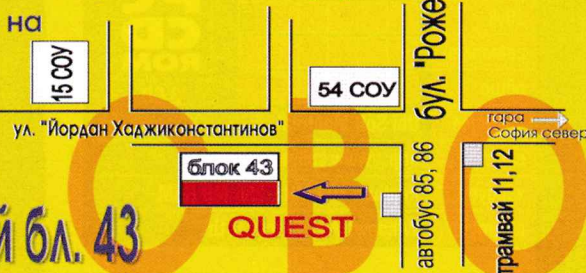 на
15 СОУ
54 СОУ
бул. "Роже
ул. "Йордан Хаджиконстантинов"
гара
София север
блок 43
автобус 85, 86
трамвай 11,12
QUEST
й бл. 43
О В О